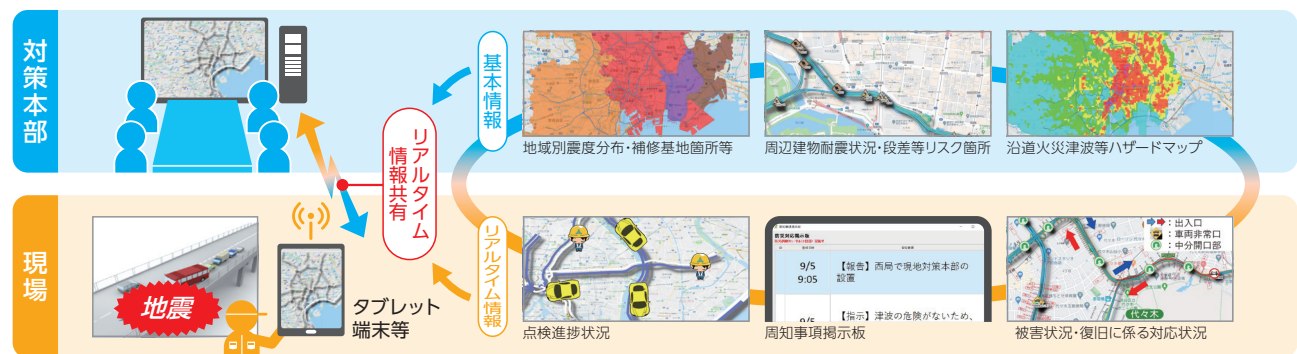 対策本部
基本情報
地域別震度分布・補修基地箇所等
周辺建物耐震状況・段差等リスク箇所
沿道火災津波等ハザードマップ
リアルタイム
情報共有
現場
地震
タブレット
端末等
リアルタイム情報
点検進捗状況
9/5
9:05
【報告】西局で現地対策本部の
設置
【指示】津波の危険がないため、
周知事項掲示板
：出入口
：車両非常口
：中分開口部
代々木
被害状況・復旧に係る対応状況